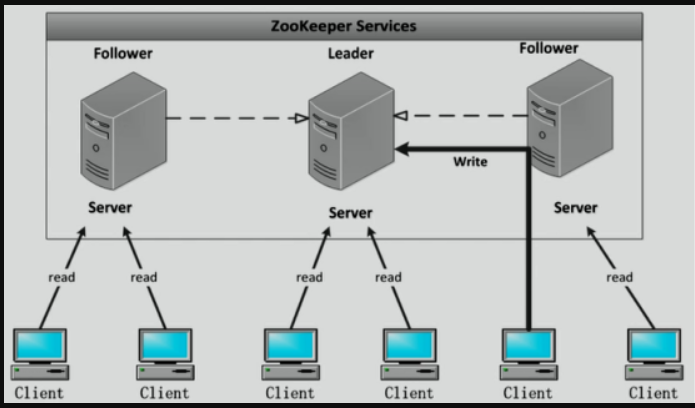 ZooKeeper Services
Follower
Leader
Follower
Write
Server
Server
Server
read
read
read
read
read
Client
Client
Client
Client
Client
Client